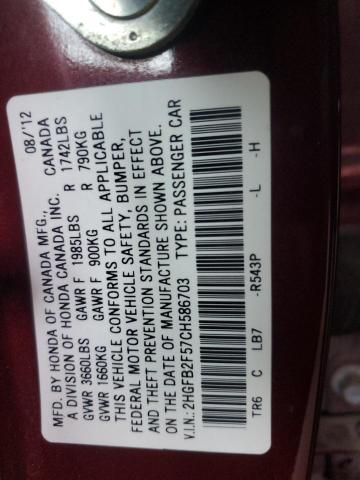 MFD. BY HONDA OF CANADA MFG., CANADA 08/'12
A DIVISION OF HONDA CANADA INC.
GVWR 3660LBS GAWR F 1985LBS R 1742LBS
GVWR 1660KG GAWR F 900KG R 790KG
THIS VEHICLE CONFORMS TO ALL APPLICABLE
FEDERAL MOTOR VEHICLE SAFETY, BUMPER,
AND THEFT PREVENTION STANDARDS IN EFFECT
ON THE DATE OF MANUFACTURE SHOWN ABOVE.
V.I.N.: 2HGFB2F57CH586703 TYPE: PASSENGER CAR
TR6 C LB7 -R543P -L -H